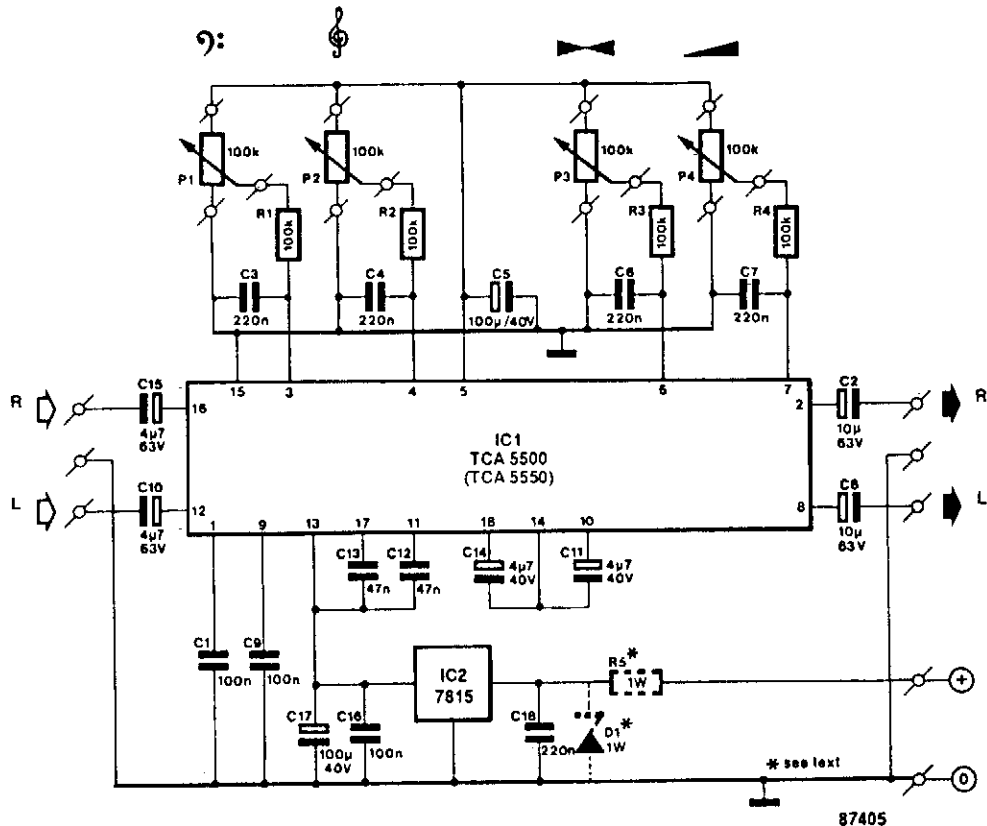 100k
P1
100k
P2
100k
P3
100k
P4
R1
100k
R2
100k
R3
100k
R4
100k
C3
220n
C4
220n
C5
100µ/40V
C6
220n
C7
220n
15
3
4
5
6
7
R
C15
4µ7
63V
16
L
C10
4µ7
63V
12
IC1
TCA 5500
(TCA 5550)
2
C2
10µ
63V
R
8
C8
10µ
63V
L
1
9
13
17
11
18
14
10
C13
47n
C12
47n
C14
4µ7
40V
C11
4µ7
40V
C1
100n
C9
100n
IC2
7815
R5*
1W
+
C17
100µ
40V
C16
100n
C18
220n
D1*
1W
* see text
0
87405